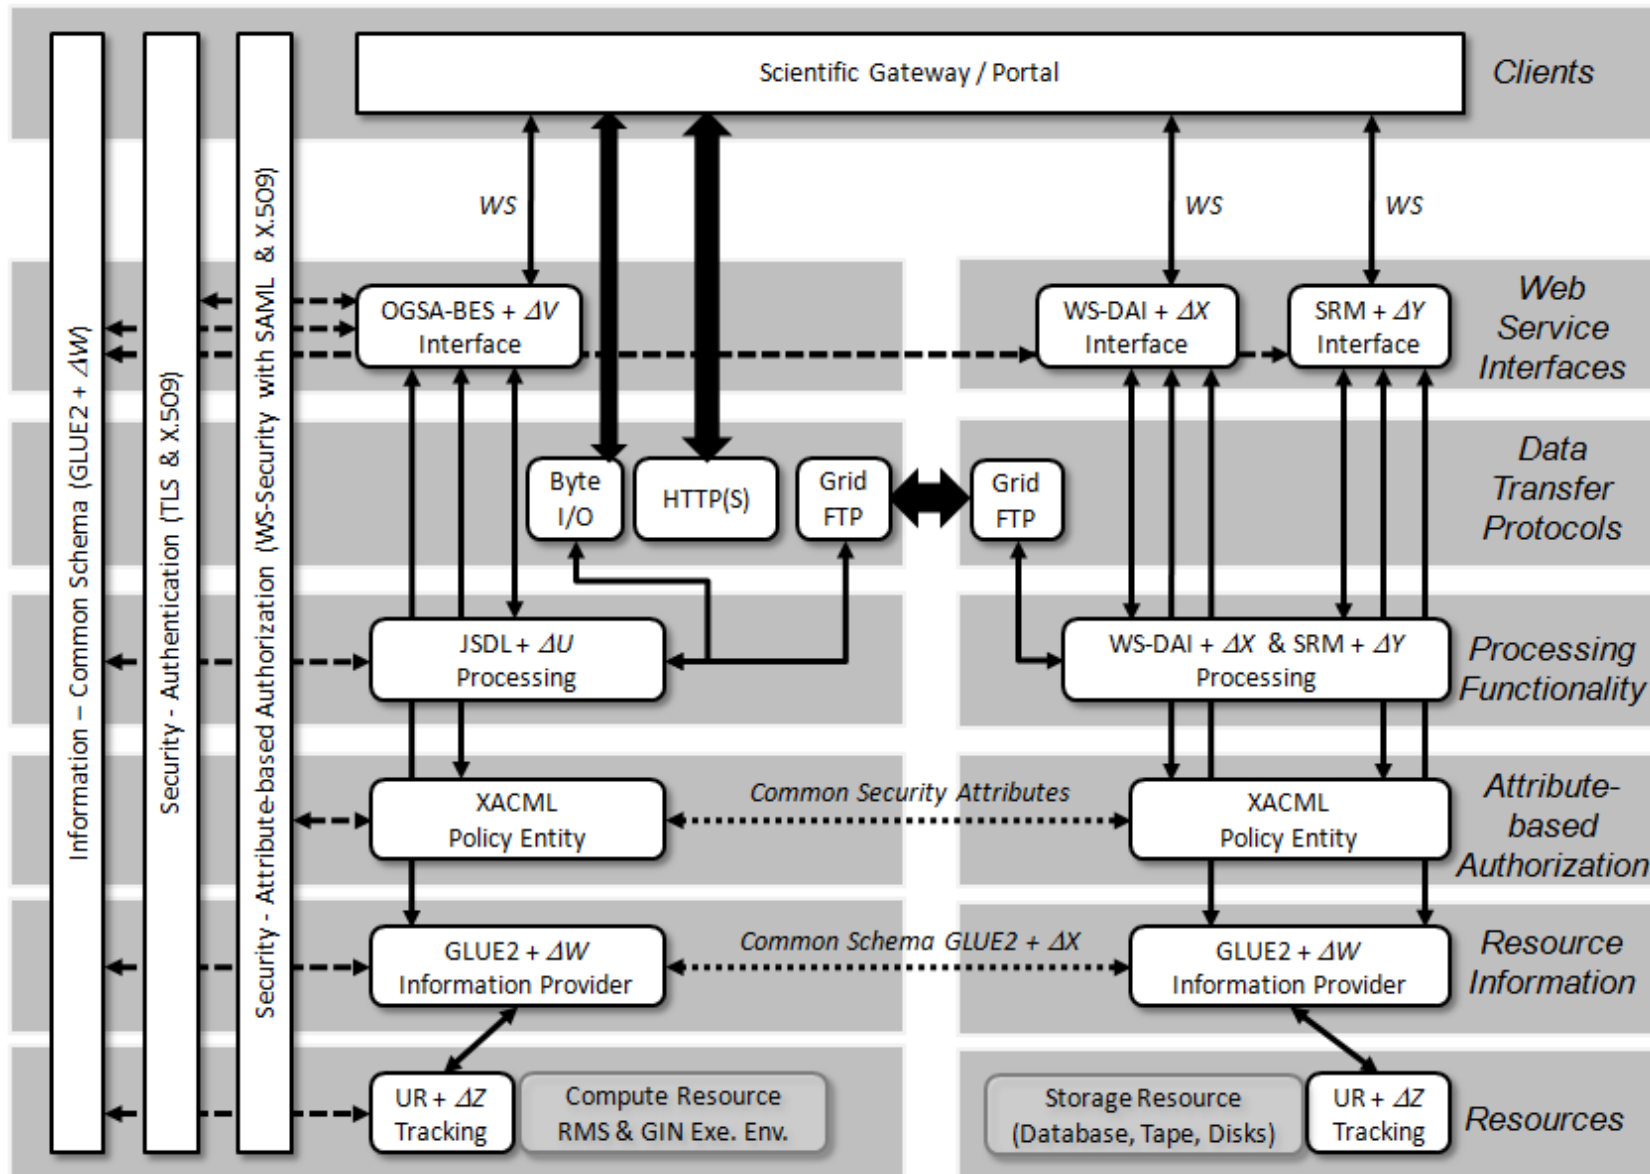 Scientific Gateway / Portal
Clients
Information – Common Schema (GLUE2 + ΔW)
Security - Authentication (TLS & X.509)
Security - Attribute-based Authorization (WS-Security with SAML & X.509)
WS
WS
WS
OGSA-BES + ΔV
Interface
WS-DAI + ΔX
Interface
SRM + ΔY
Interface
Web
Service
Interfaces
Byte
I/O
HTTP(S)
Grid
FTP
Grid
FTP
Data
Transfer
Protocols
JSDL + ΔU
Processing
WS-DAI + ΔX & SRM + ΔY
Processing
Processing
Functionality
XACML
Policy Entity
Common Security Attributes
XACML
Policy Entity
Attribute-
based
Authorization
GLUE2 + ΔW
Information Provider
Common Schema GLUE2 + ΔX
GLUE2 + ΔW
Information Provider
Resource
Information
UR + ΔZ
Tracking
Compute Resource
RMS & GIN Exe. Env.
Storage Resource
(Database, Tape, Disks)
UR + ΔZ
Tracking
Resources